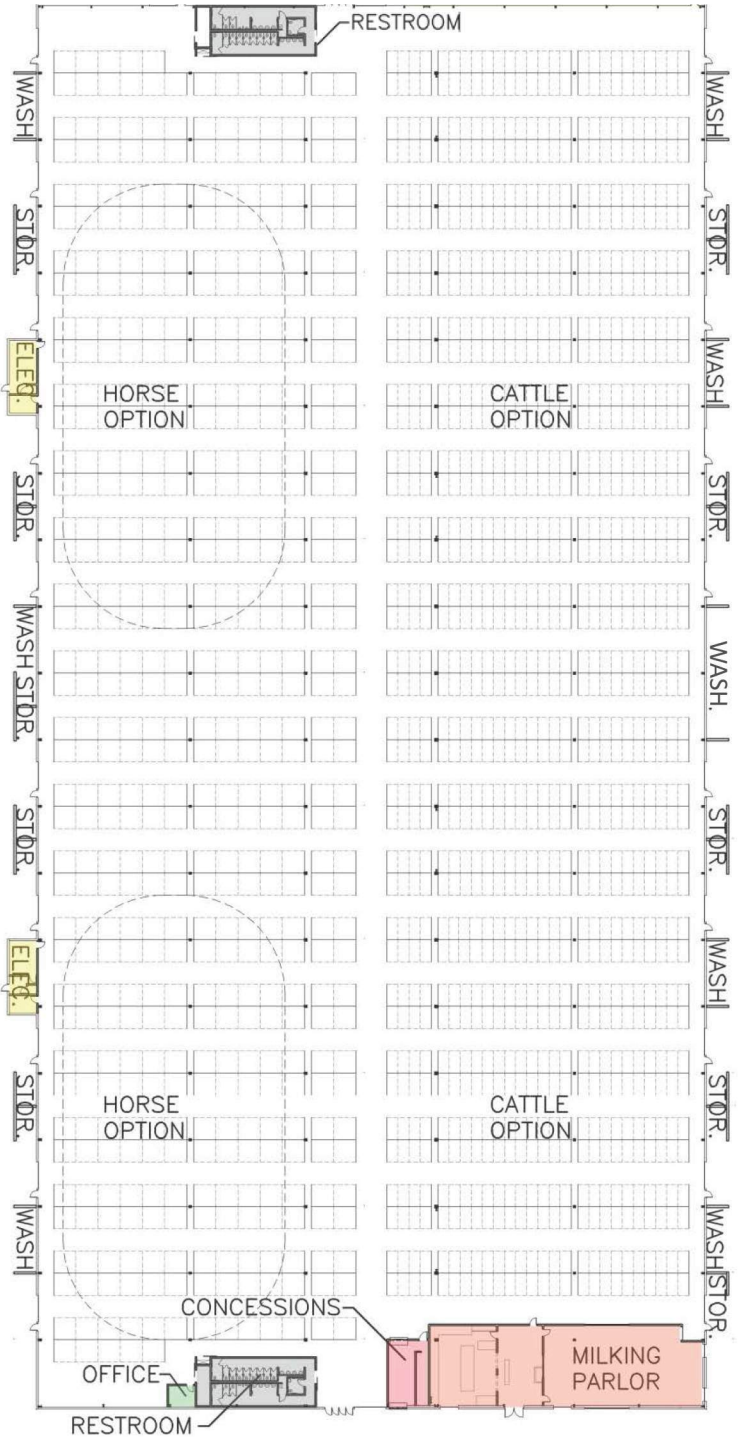 RESTROOM
WASH
WASH
STOR.
STOR.
ELEC.
WASH
HORSE
OPTION
CATTLE
OPTION
STOR.
STOR.
WASH
STOR.
WASH.
STOR.
STOR.
ELEC.
WASH
STOR.
HORSE
OPTION
CATTLE
OPTION
STOR.
WASH
WASH
STOR.
CONCESSIONS
OFFICE
MILKING
PARLOR
RESTROOM